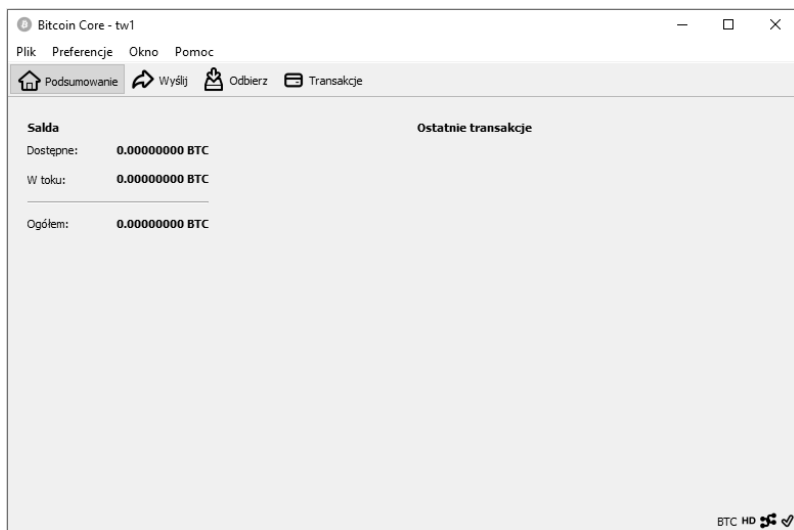 Bitcoin Core - tw1
Plik Preferencje Okno Pomoc
Podsumowanie Wyślij Odbierz Transakcje
Salda Ostatnie transakcje
Dostępne: 0.00000000 BTC
W toku: 0.00000000 BTC
Ogółem: 0.00000000 BTC
BTC HD